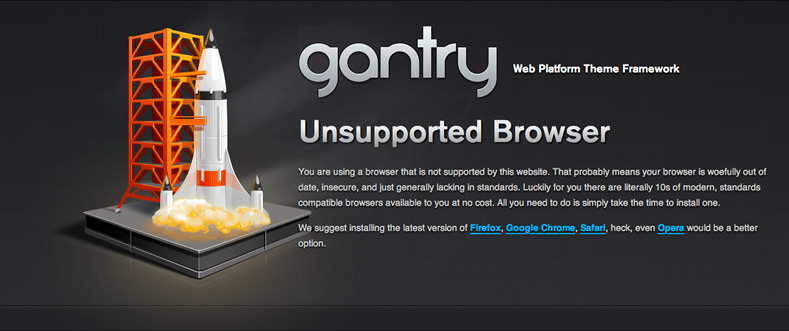 gantry
Web Platform Theme Framework
Unsupported Browser
You are using a browser that is not supported by this website. That probably means your browser is woefully out of
date, insecure, and just generally lacking in standards. Luckily for you there are literally 10s of modern, standards
compatible browsers available to you at no cost. All you need to do is simply take the time to install one.
We suggest installing the latest version of Firefox, Google Chrome, Safari, heck, even Opera would be a better
option.